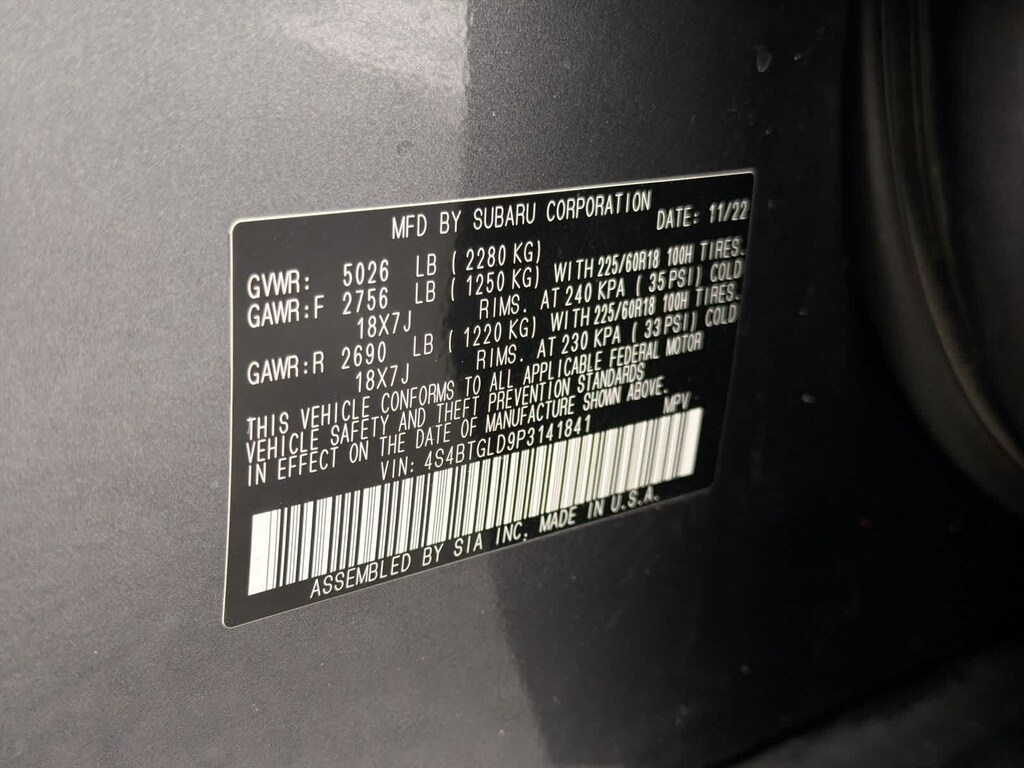 MFD BY SUBARU CORPORATION
DATE: 11/22
GVWR: 5026 LB ( 2280 KG)
GAWR:F 2756 LB ( 1250 KG) WITH 225/60R18 100H TIRES.
18X7J RIMS. AT 240 KPA ( 35 PSI) COLD
GAWR:R 2690 LB ( 1220 KG) WITH 225/60R18 100H TIRES.
18X7J RIMS. AT 230 KPA ( 33 PSI) COLD
THIS VEHICLE CONFORMS TO ALL APPLICABLE FEDERAL MOTOR
VEHICLE SAFETY AND THEFT PREVENTION STANDARDS
IN EFFECT ON THE DATE OF MANUFACTURE SHOWN ABOVE.
VIN: 4S4BTGLD9P3141841 MPV
ASSEMBLED BY SIA INC, MADE IN U.S.A.